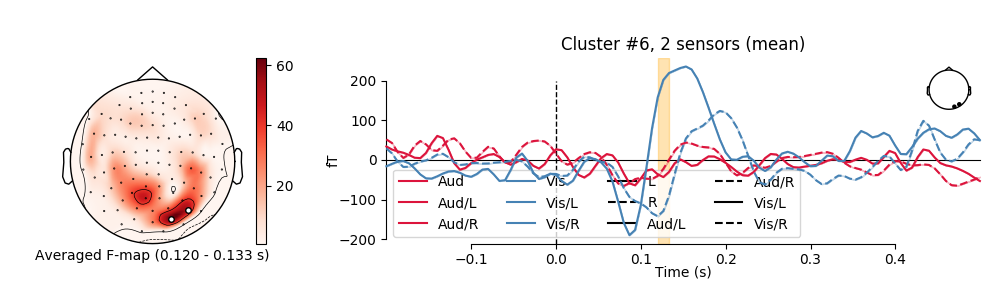 Cluster #6, 2 sensors (mean)
60
40
20
Averaged F-map (0.120 - 0.133 s)
fT
200
100
0
−100
−200
Aud
Aud/L
Aud/R
Vis
Vis/L
Vis/R
L
R
Aud/L
Aud/R
Vis/L
Vis/R
−0.1 0.0 0.1 0.2 0.3 0.4
Time (s)